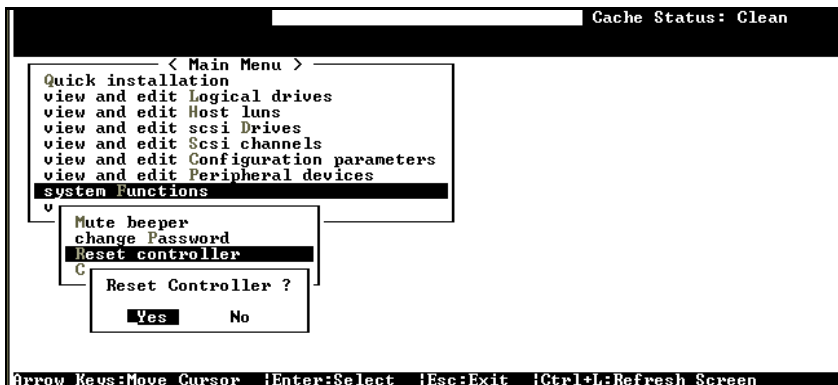 Cache Status: Clean
< Main Menu >
Quick installation
view and edit Logical drives
view and edit Host luns
view and edit scsi Drives
view and edit Scsi channels
view and edit Configuration parameters
view and edit Peripheral devices
system Functions
v
Mute beeper
change Password
Reset controller
C
Reset Controller ?
Yes No
Arrow Keys:Move Cursor |Enter:Select |Esc:Exit |Ctrl+L:Refresh Screen